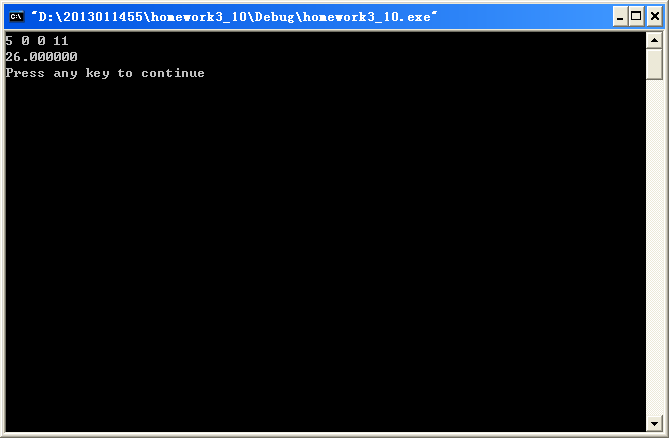 "D:\2013011455\homework3_10\Debug\homework3_10.exe"
5 0 0 11
26.000000
Press any key to continue